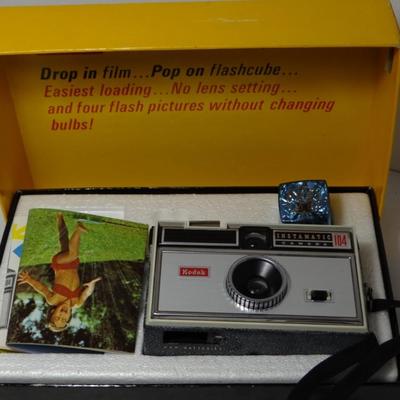 Drop in film...Pop on flashcube...
Easiest loading...No lens setting...
and four flash pictures without changing
bulbs!
INSTAMATIC 104
CAMERA
Kodak